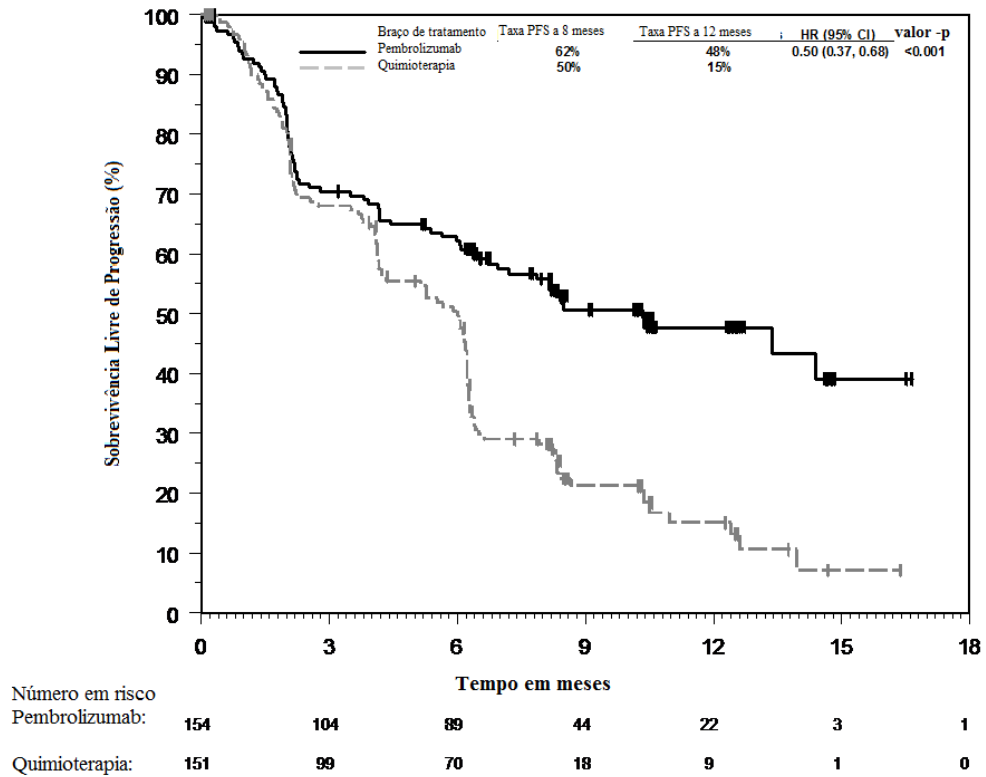 Braço de tratamento Taxa PFS a 8 meses Taxa PFS a 12 meses ; HR (95% CI) valor -p
Pembrolizumab 62% 48% 0.50 (0.37, 0.68) <0.001
Quimioterapia 50% 15%
100
90
80
70
60
50
40
30
20
10
0
Sobrevivência Livre de Progressão (%)
0 3 6 9 12 15 18
Tempo em meses
Número em risco
Pembrolizumab: 154 104 89 44 22 3 1
Quimioterapia: 151 99 70 18 9 1 0